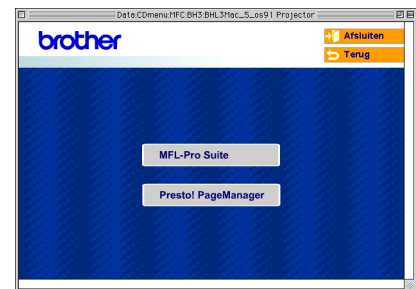 Data:CDmenu:MFC:BH3:BHL3Mac_5_os91 Projector
brother
Afsluiten
Terug
MFL-Pro Suite
Presto! PageManager